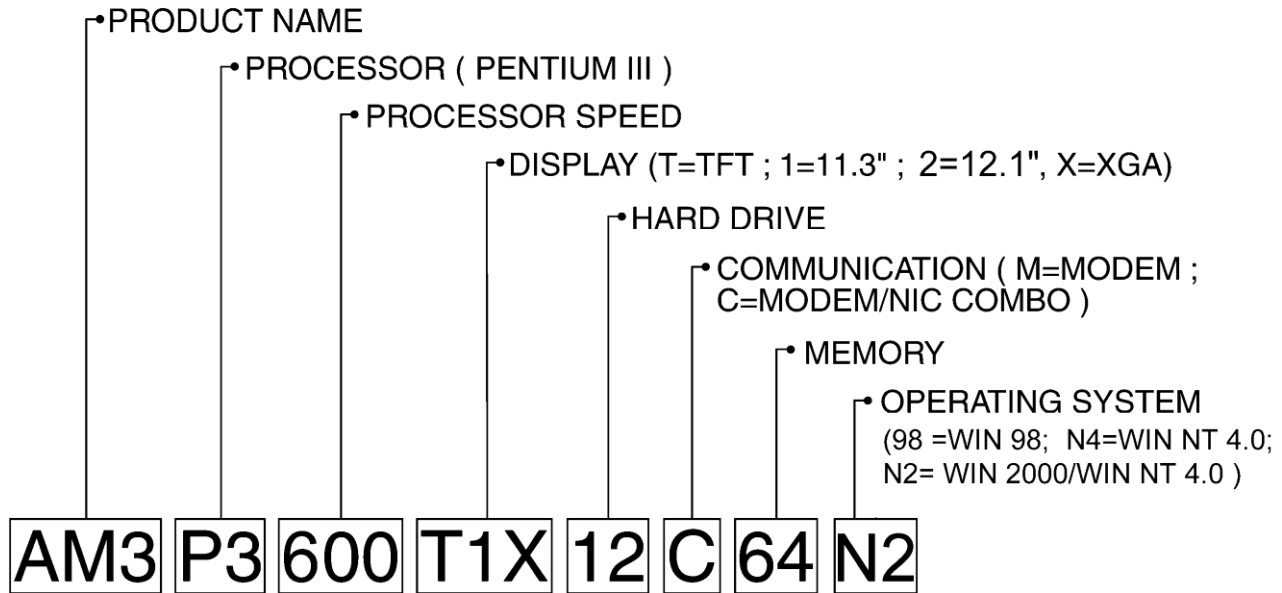 PRODUCT NAME
PROCESSOR ( PENTIUM III )
PROCESSOR SPEED
DISPLAY (T=TFT ; 1=11.3" ; 2=12.1", X=XGA)
HARD DRIVE
COMMUNICATION ( M=MODEM ;
C=MODEM/NIC COMBO )
MEMORY
OPERATING SYSTEM
(98 =WIN 98; N4=WIN NT 4.0;
N2= WIN 2000/WIN NT 4.0 )
AM3 P3 600 T1X 12 C 64 N2